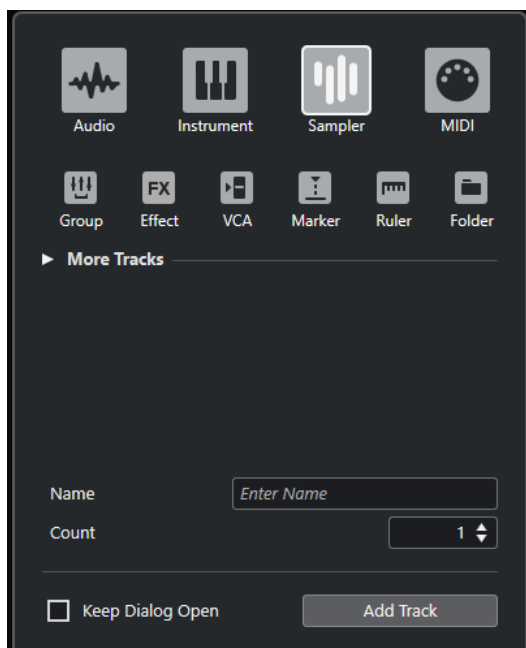 Audio Instrument Sampler MIDI
FX
Group Effect VCA Marker Ruler Folder
More Tracks
Name Enter Name
Count 1
Keep Dialog Open Add Track